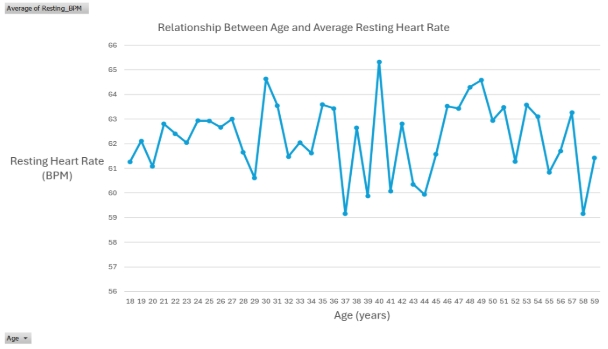 Average of Resting_BPM
Relationship Between Age and Average Resting Heart Rate
66
65
64
63
62
61
60
59
58
57
56
Resting Heart Rate
(BPM)
18 19 20 21 22 23 24 25 26 27 28 29 30 31 32 33 34 35 36 37 38 39 40 41 42 43 44 45 46 47 48 49 50 51 52 53 54 55 56 57 58 59
Age (years)
Age